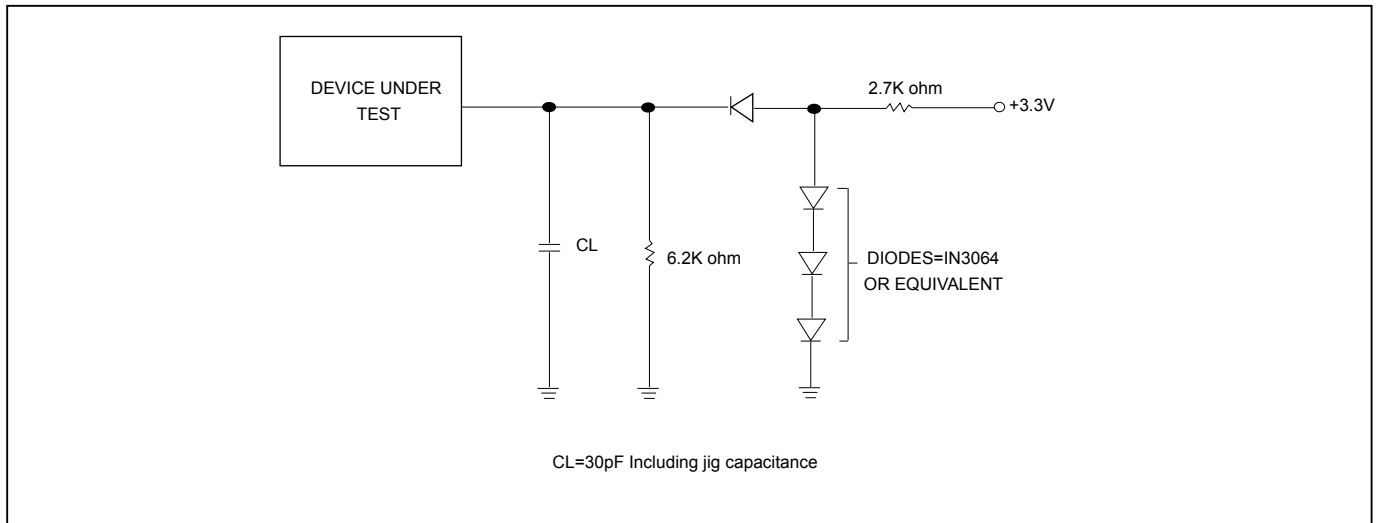 DEVICE UNDER
TEST
2.7K ohm
+3.3V
CL
6.2K ohm
DIODES=IN3064
OR EQUIVALENT
CL=30pF Including jig capacitance